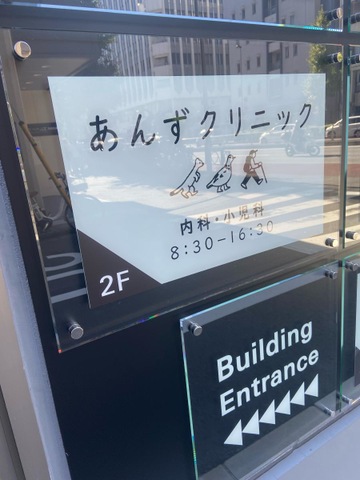 あんずクリニック
内科・小児科
8:30-16:30
2F
Building
Entrance